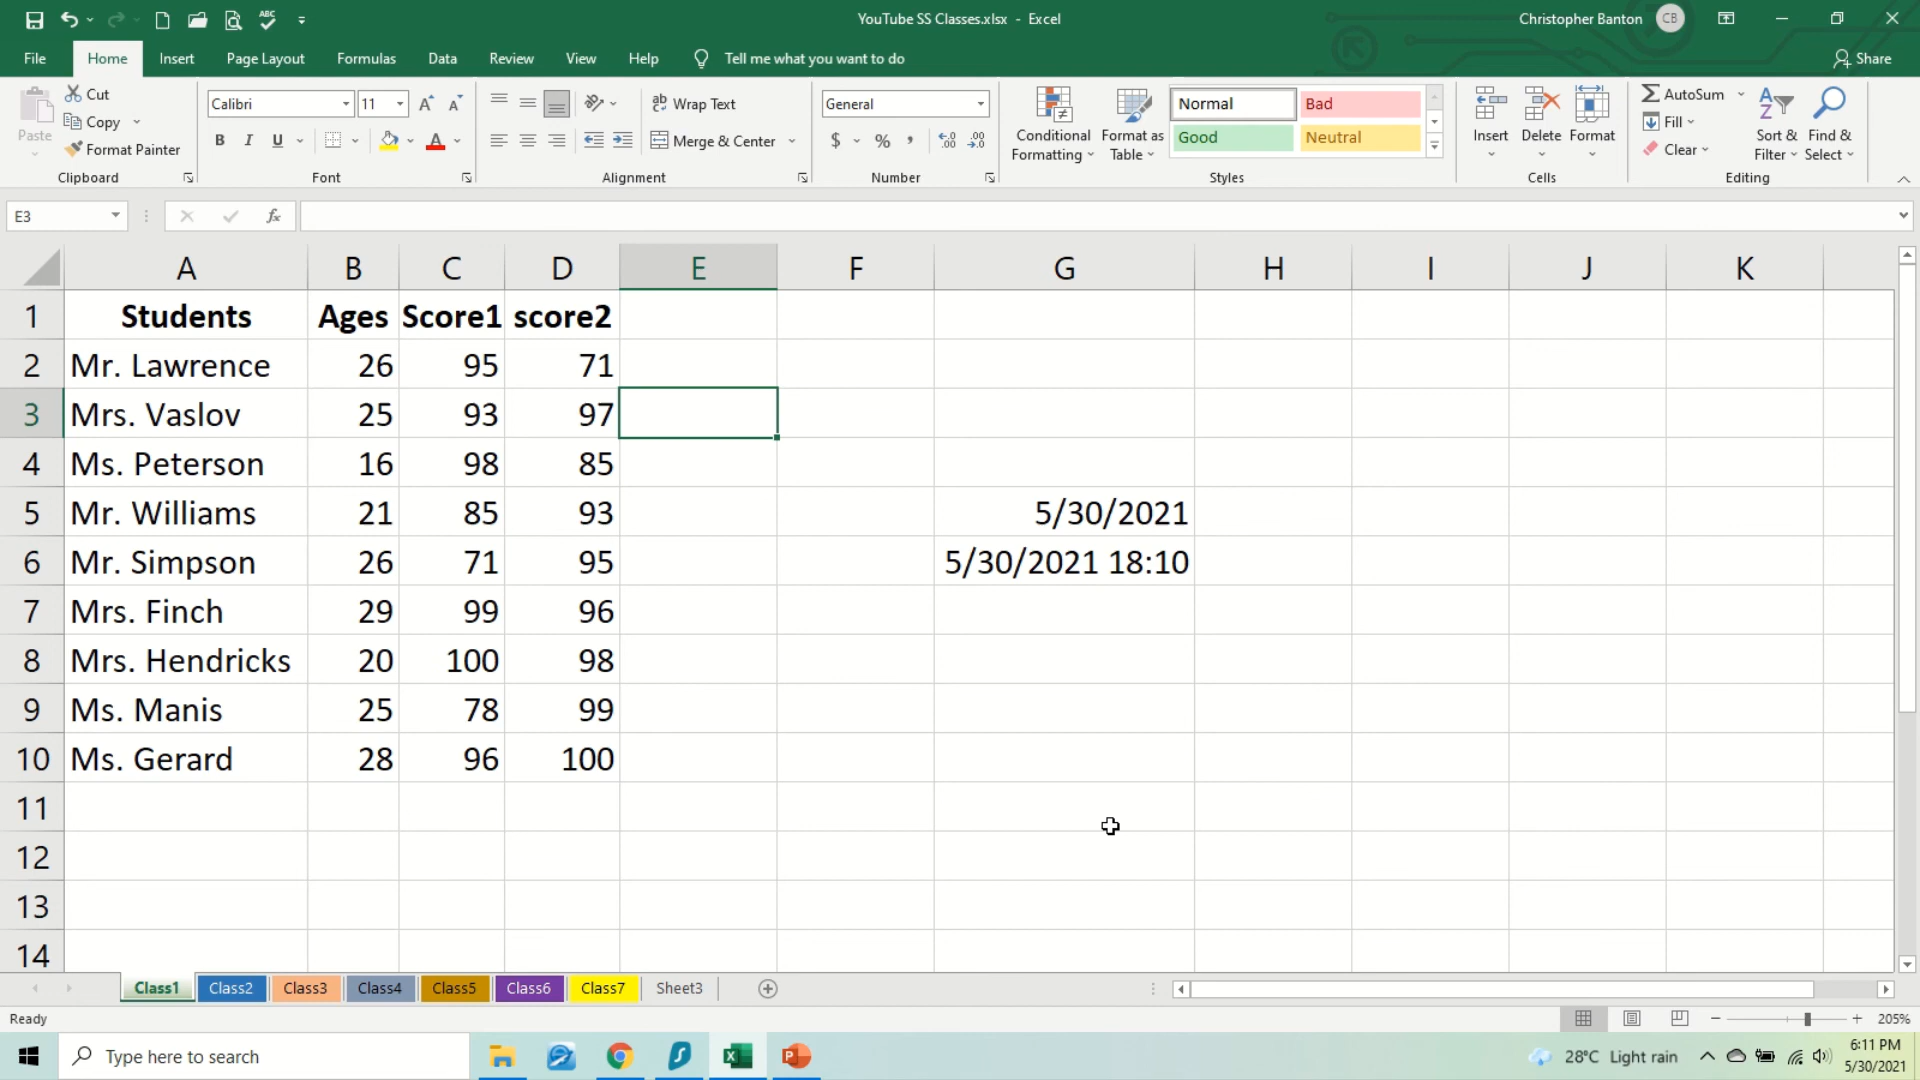 YouTube SS Classes.xlsx - Excel
Christopher Banton CB
File Home Insert Page Layout Formulas Data Review View Help Tell me what you want to do Share
Paste
Cut
Copy
Format Painter
Clipboard
Calibri 11
B I U
Font
Wrap Text
Merge & Center
Alignment
General
$ % ,
Number
Conditional Formatting
Format as Table
Normal Bad
Good Neutral
Styles
Insert Delete Format
Cells
AutoSum
Fill
Clear
Sort & Filter
Find & Select
Editing
E3 fx
A B C D E F G H I J K
1 Students Ages Score1 score2
2 Mr. Lawrence 26 95 71
3 Mrs. Vaslov 25 93 97
4 Ms. Peterson 16 98 85
5 Mr. Williams 21 85 93 5/30/2021
6 Mr. Simpson 26 71 95 5/30/2021 18:10
7 Mrs. Finch 29 99 96
8 Mrs. Hendricks 20 100 98
9 Ms. Manis 25 78 99
10 Ms. Gerard 28 96 100
11
12
13
14
Class1 Class2 Class3 Class4 Class5 Class6 Class7 Sheet3
Ready 205%
Type here to search
28°C Light rain
6:11 PM
5/30/2021